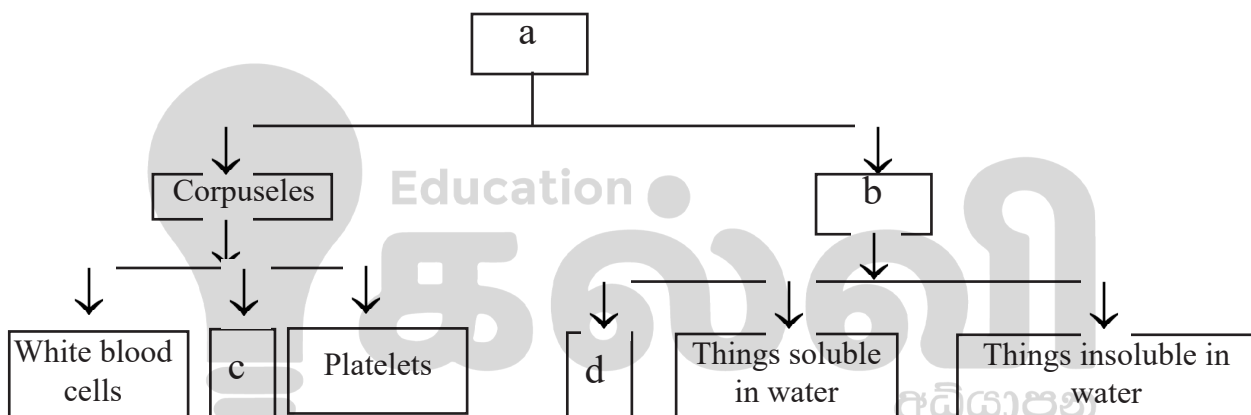 a
Corpuseles
Education
b
கல்வி
White blood
cells
c
Platelets
d
Things soluble
in water
Things insoluble in
water
අධ්‍යාපන